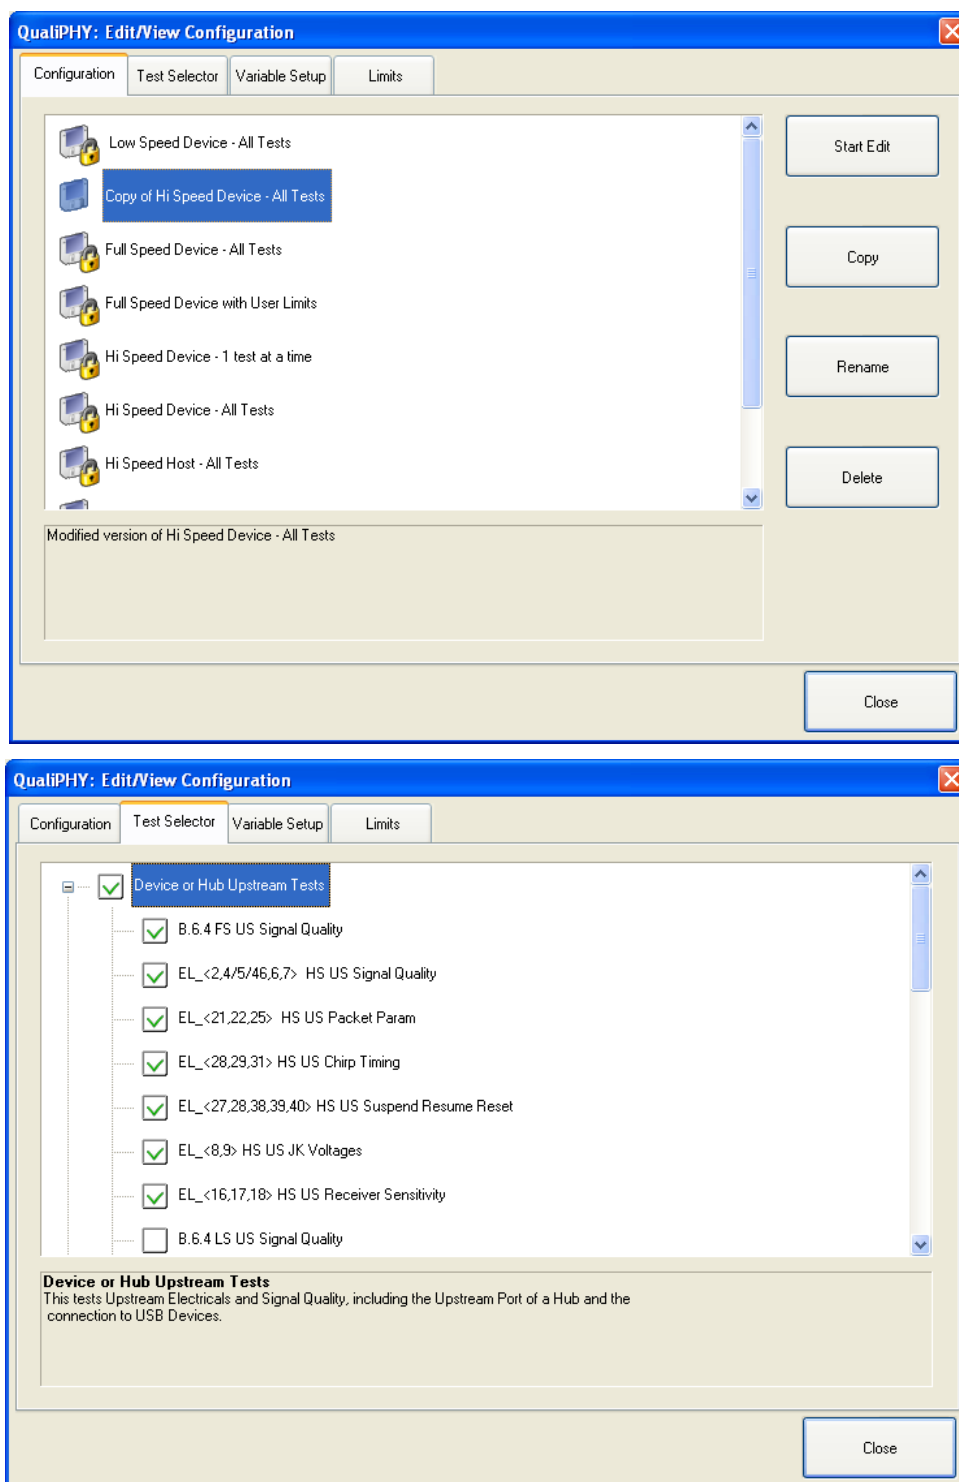 QualiPHY: Edit/View Configuration
Configuration Test Selector Variable Setup Limits
Low Speed Device - All Tests
Copy of Hi Speed Device - All Tests
Full Speed Device - All Tests
Full Speed Device with User Limits
Hi Speed Device - 1 test at a time
Hi Speed Device - All Tests
Hi Speed Host - All Tests
Start Edit
Copy
Rename
Delete
Modified version of Hi Speed Device - All Tests
Close
QualiPHY: Edit/View Configuration
Configuration Test Selector Variable Setup Limits
Device or Hub Upstream Tests
B.6.4 FS US Signal Quality
EL_<2,4/5/46,6,7> HS US Signal Quality
EL_<21,22,25> HS US Packet Param
EL_<28,29,31> HS US Chirp Timing
EL_<27,28,38,39,40> HS US Suspend Resume Reset
EL_<8,9> HS US JK Voltages
EL_<16,17,18> HS US Receiver Sensitivity
B.6.4 LS US Signal Quality
Device or Hub Upstream Tests
This tests Upstream Electricals and Signal Quality, including the Upstream Port of a Hub and the
connection to USB Devices.
Close